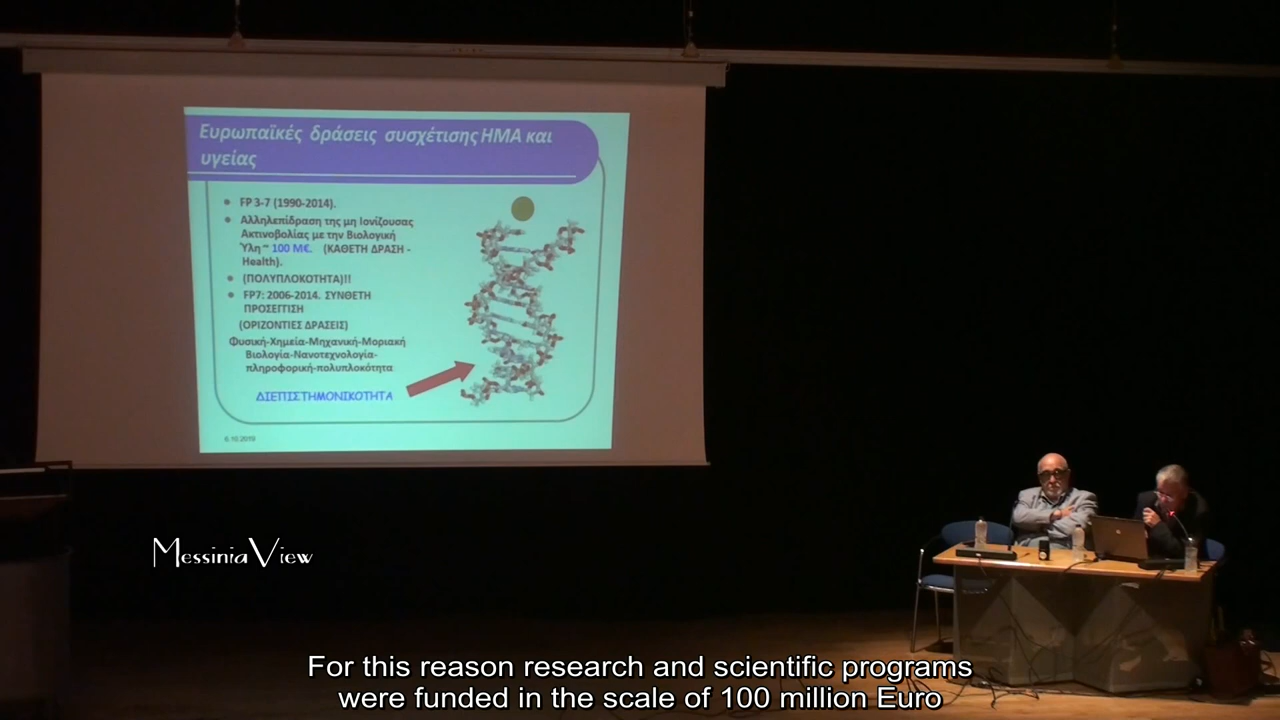 Ευρωπαϊκές δράσεις συσχέτισης ΗΜΑ και
υγείας
FP 3-7 (1990-2014).
Αλληλεπίδραση της μη Ιονίζουσας
Ακτινοβολίας με την Βιολογική
Ύλη ~ 100 Μ€. (ΚΑΘΕΤΗ ΔΡΑΣΗ -
Health).
(ΠΟΛΥΠΛΟΚΟΤΗΤΑ)!!
FP7: 2006-2014. ΣΥΝΘΕΤΗ
ΠΡΟΣΕΓΓΙΣΗ
(ΟΡΙΖΟΝΤΙΕΣ ΔΡΑΣΕΙΣ)
Φυσική-Χημεία-Μηχανική-Μοριακή
Βιολογία-Νανοτεχνολογία-
πληροφορική-πολυπλοκότητα
ΔΙΕΠΙΣΤΗΜΟΝΙΚΟΤΗΤΑ
6.10.2019
Messinia View
For this reason research and scientific programs
were funded in the scale of 100 million Euro